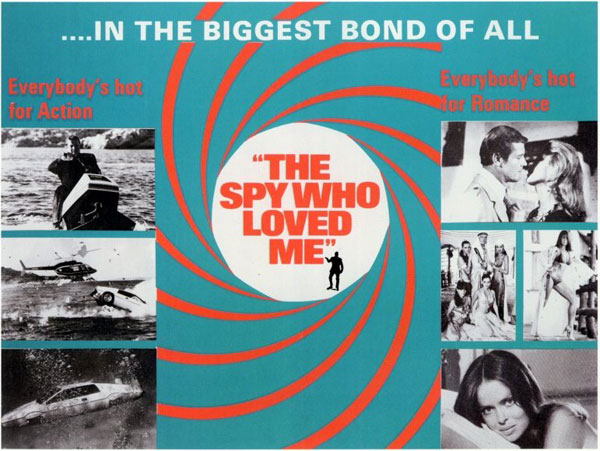 ....IN THE BIGGEST BOND OF ALL
Everybody's hot
for Action
Everybody's hot
for Romance
"THE
SPY WHO
LOVED
ME"